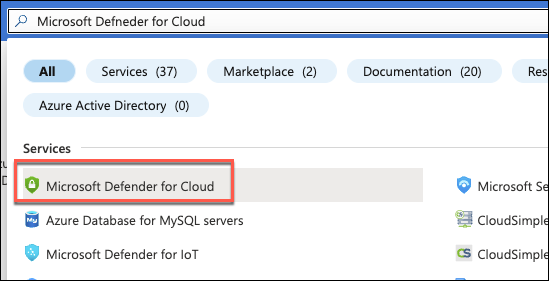 Microsoft Defneder for Cloud
All Services (37) Marketplace (2) Documentation (20) Res
Azure Active Directory (0)
Services
Microsoft Defender for Cloud Microsoft Se
Azure Database for MySQL servers CloudSimple
Microsoft Defender for IoT CloudSimple